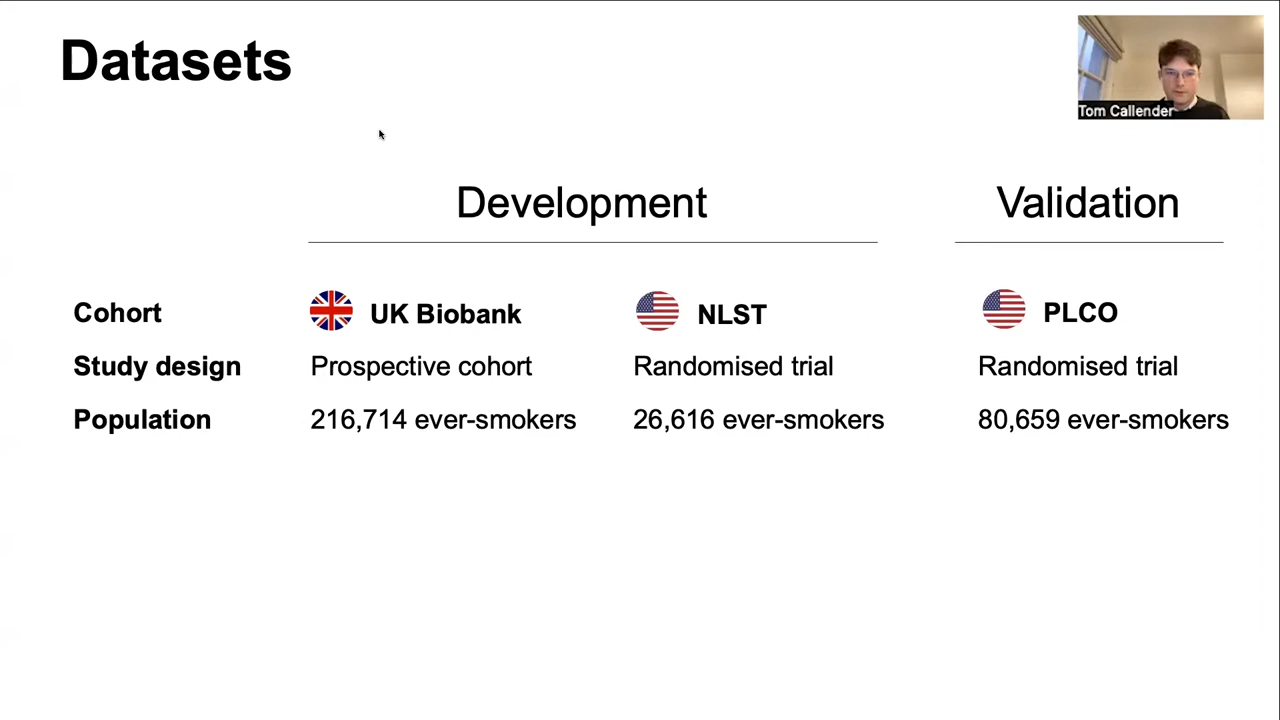 Datasets
Tom Callender
Development Validation
Cohort UK Biobank NLST PLCO
Study design Prospective cohort Randomised trial Randomised trial
Population 216,714 ever-smokers 26,616 ever-smokers 80,659 ever-smokers